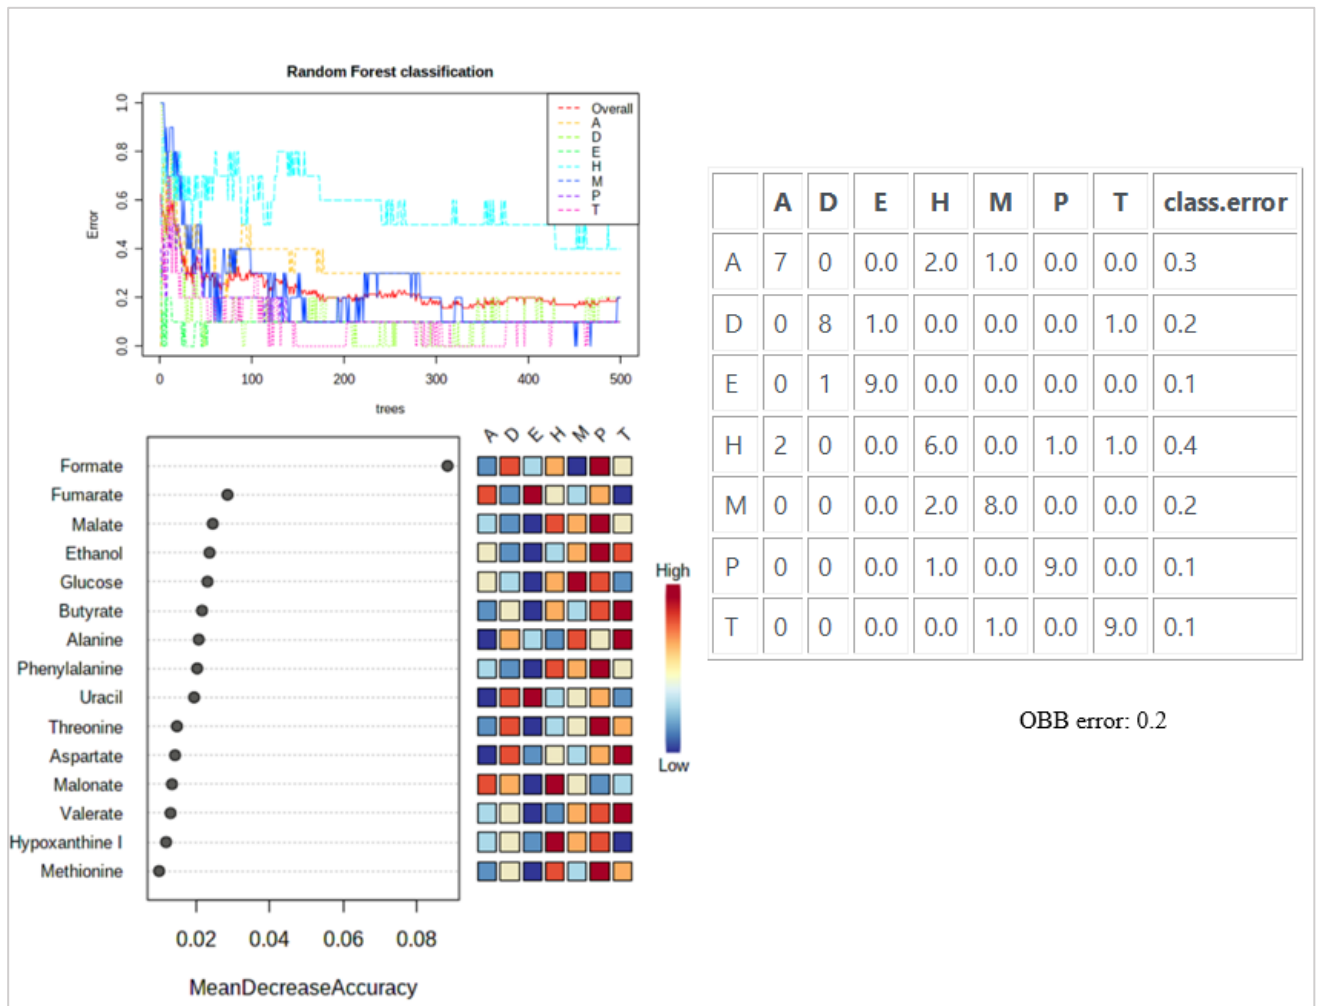 Random Forest classification
Error
0.0 0.2 0.4 0.6 0.8 1.0
Overall
A
D
E
H
M
P
T
0 100 200 300 400 500
trees
A D E H M P T
Formate
Fumarate
Malate
Ethanol
Glucose
Butyrate
Alanine
Phenylalanine
Uracil
Threonine
Aspartate
Malonate
Valerate
Hypoxanthine I
Methionine
0.02 0.04 0.06 0.08
MeanDecreaseAccuracy
High
Low
A D E H M P T class.error
A 7 0 0.0 2.0 1.0 0.0 0.0 0.3
D 0 8 1.0 0.0 0.0 0.0 1.0 0.2
E 0 1 9.0 0.0 0.0 0.0 0.0 0.1
H 2 0 0.0 6.0 0.0 1.0 1.0 0.4
M 0 0 0.0 2.0 8.0 0.0 0.0 0.2
P 0 0 0.0 1.0 0.0 9.0 0.0 0.1
T 0 0 0.0 0.0 1.0 0.0 9.0 0.1
OBB error: 0.2